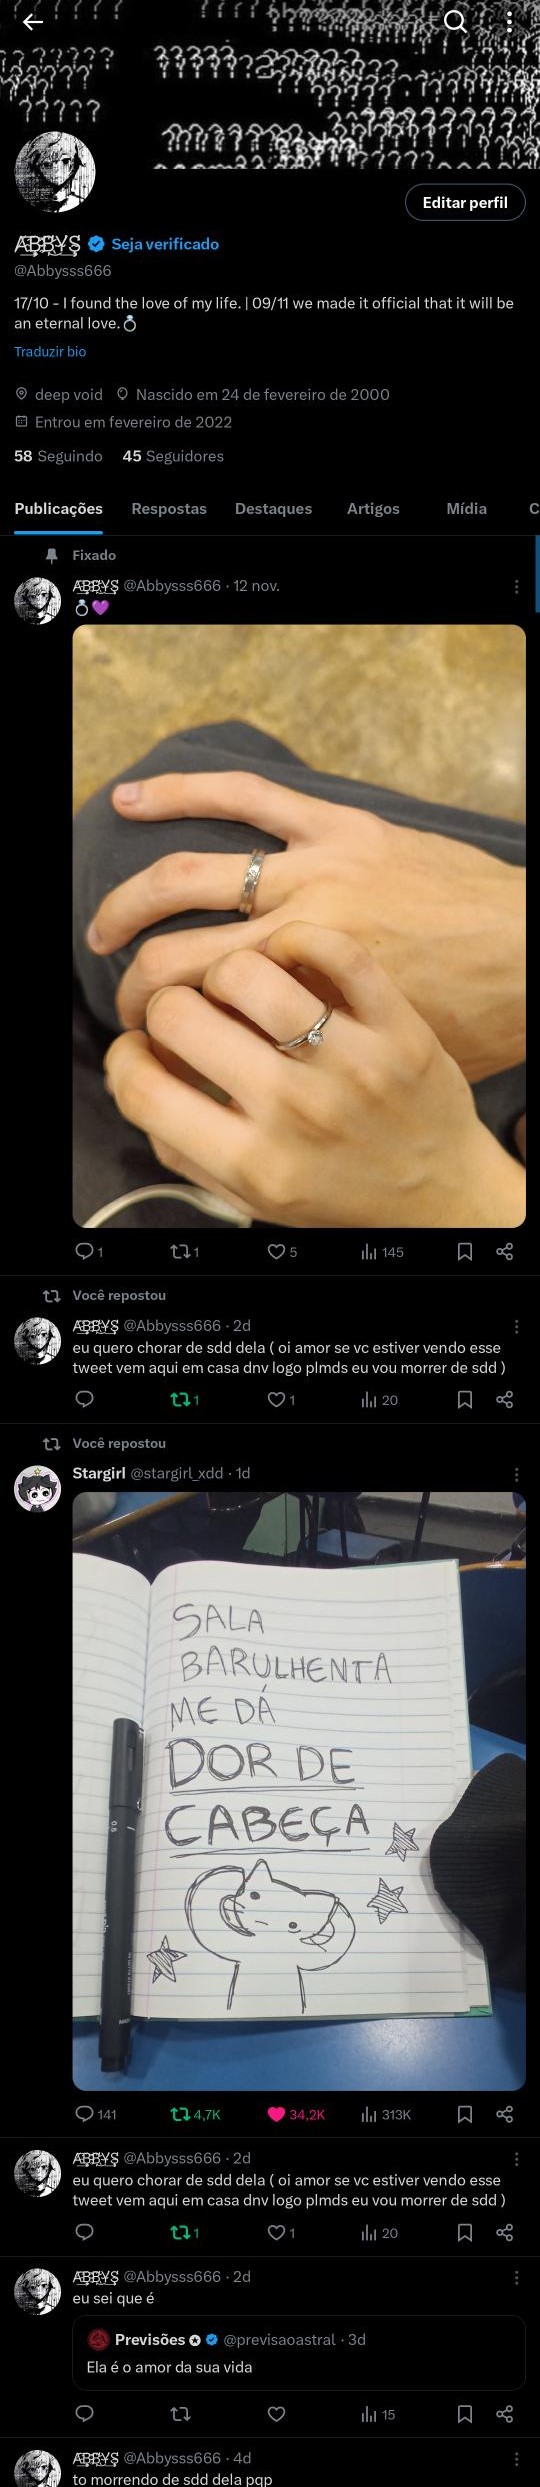 Editar perfil
ABBYS Seja verificado
@Abbysss666
17/10 - I found the love of my life. | 09/11 we made it official that it will be
an eternal love.💍
Traduzir bio
deep void Nascido em 24 de fevereiro de 2000
Entrou em fevereiro de 2022
58 Seguindo 45 Seguidores
Publicações Respostas Destaques Artigos Mídia C
Fixado
ABBYS @Abbysss666 · 12 nov.
💍💜
1 1 5 145
Você repostou
ABBYS @Abbysss666 · 2d
eu quero chorar de sdd dela ( oi amor se vc estiver vendo esse
tweet vem aqui em casa dnv logo plmds eu vou morrer de sdd )
1 1 20
Você repostou
Stargirl @stargirl_xdd · 1d
SALA
BARULHENTA
ME DÁ
DOR DE
CABEÇA
0.5
141 4,7K 34,2K 313K
ABBYS @Abbysss666 · 2d
eu quero chorar de sdd dela ( oi amor se vc estiver vendo esse
tweet vem aqui em casa dnv logo plmds eu vou morrer de sdd )
1 1 20
ABBYS @Abbysss666 · 2d
eu sei que é
Previsões @previsaoastral · 3d
Ela é o amor da sua vida
15
ABBYS @Abbysss666 · 4d
to morrendo de sdd dela pqp